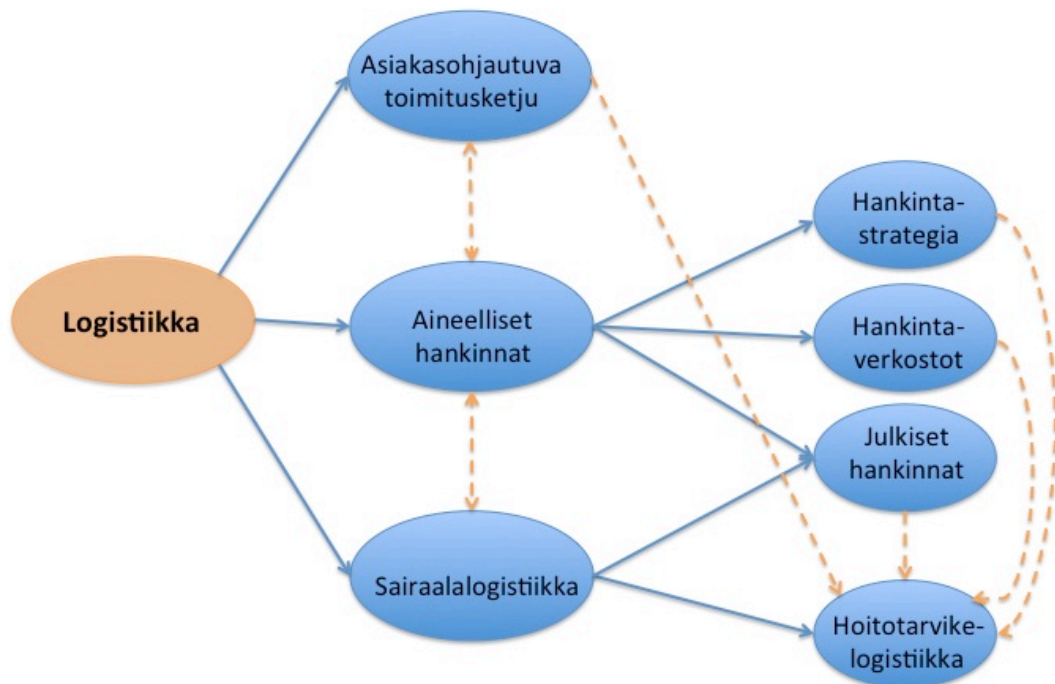 Asiakasohjautuva
toimitusketju
Hankinta-
strategia
Logistiikka
Aineelliset
hankinnat
Hankinta-
verkostot
Julkiset
hankinnat
Sairaalalogistiikka
Hoitotarvike-
logistiikka